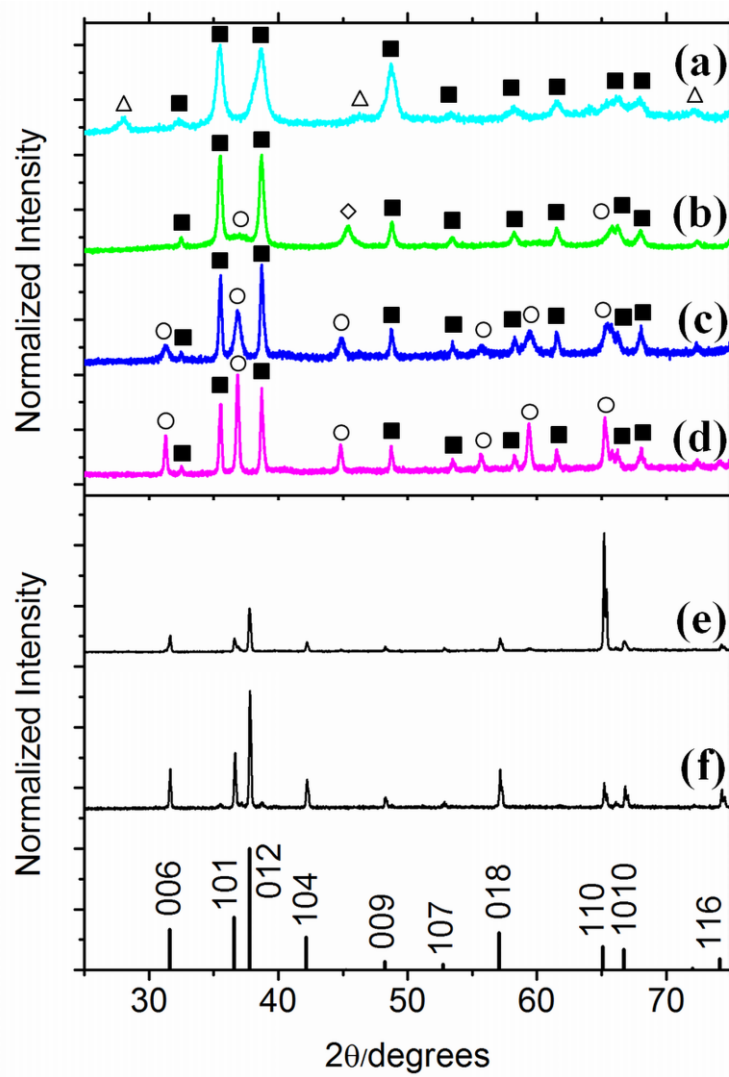 Normalized Intensity
(a)
(b)
(c)
(d)
Normalized Intensity
(e)
(f)
006
101
012
104
009
107
018
110
1010
116
30 40 50 60 70
2θ/degrees